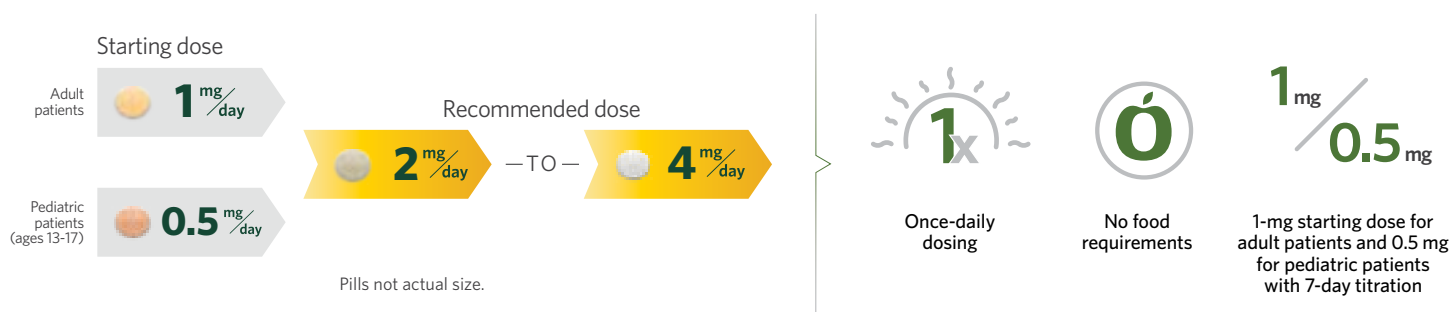 Starting dose
Adult
patients
1 mg/day
Pediatric
patients
(ages 13-17)
0.5 mg/day
Recommended dose
2 mg/day
—TO—
4 mg/day
Pills not actual size.
1x
Once-daily
dosing
0
No food
requirements
1 mg
0.5 mg
1-mg starting dose for
adult patients and 0.5 mg
for pediatric patients
with 7-day titration